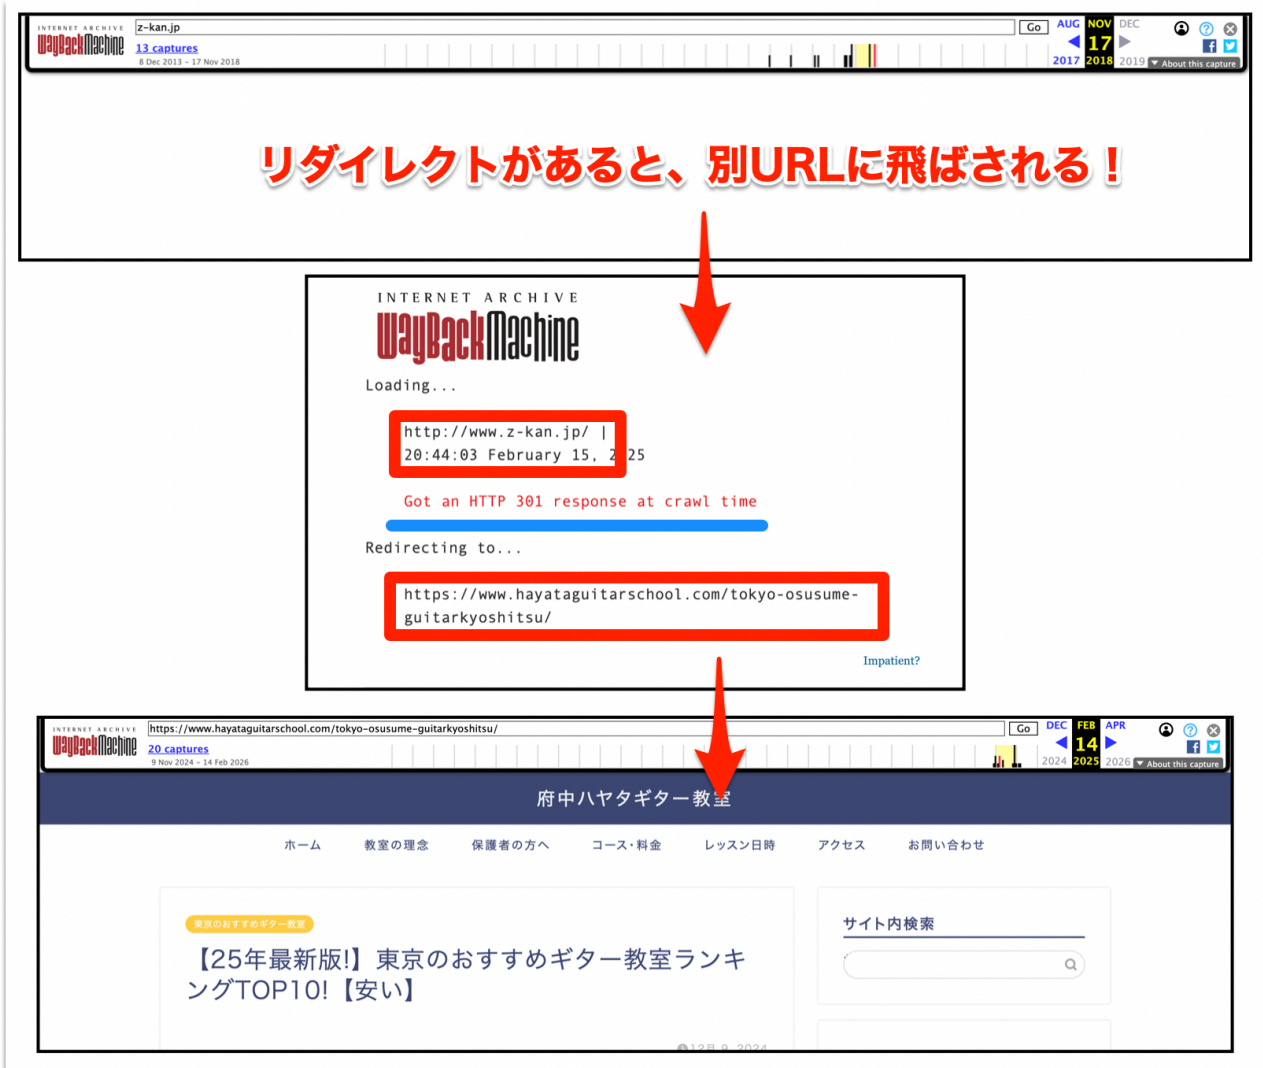 INTERNET ARCHIVE
WayBackMachine
z-kan.jp
Go
AUG NOV DEC
13 captures
17
8 Dec 2013 – 17 Nov 2018
2017 2018 2019
About this capture
リダイレクトがあると、別URLに飛ばされる！
INTERNET ARCHIVE
WayBackMachine
Loading...
http://www.z-kan.jp/ |
20:44:03 February 15, 2025
Got an HTTP 301 response at crawl time
Redirecting to...
https://www.hayataguitarschool.com/tokyo-osusume-
guitarkyoshitsu/
Impatient?
INTERNET ARCHIVE
WayBackMachine
https://www.hayataguitarschool.com/tokyo-osusume-guitarkyoshitsu/
Go
DEC FEB APR
20 captures
14
9 Nov 2024 – 14 Feb 2026
2024 2025 2026
About this capture
府中ハヤタギター教室
ホーム 教室の理念 保護者の方へ コース・料金 レッスン日時 アクセス お問い合わせ
東京のおすすめギター教室
サイト内検索
【25年最新版!】東京のおすすめギター教室ランキ
ングTOP10!【安い】
12月 9, 2024